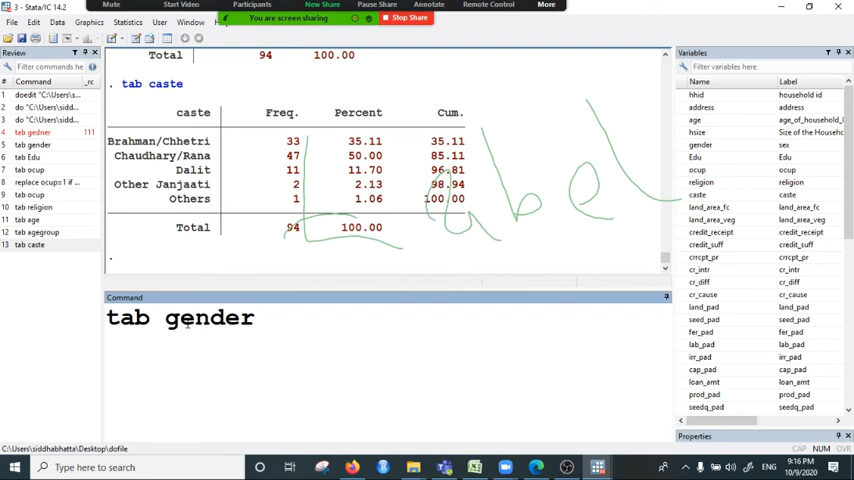 Mute Start Video Participants New Share Pause Share Annotate Remote Control More
3 - Stata/IC 14.2
You are screen sharing Stop Share
File Edit Data Graphics Statistics User Window
Review
Filter commands he
# Command _rc
1 doedit "C:\Users\sidd
2 do "C:\Users\siddhab
3 do "C:\Users\siddhab
4 tab gedner 111
5 tab gender
6 tab Edu
7 tab ocup
8 replace ocup=1 if
9 tab ocup
10 tab religion
11 tab age
12 tab agegroup
13 tab caste
Total 94 100.00
. tab caste
caste Freq. Percent Cum.
Brahman/Chhetri 33 35.11 35.11
Chaudhary/Rana 47 50.00 85.11
Dalit 11 11.70 96.81
Other Janjaati 2 2.13 98.94
Others 1 1.06 100.00
Total 94 100.00
.
Label
Command
tab gender
Variables
Filter variables here
Name Label
hhid household id
address address
age age_of_household_
hsize Size of the Househ
gender sex
Edu Edu
ocup ocup
religion religion
caste caste
land_area_fc land_area_fc
land_area_veg land_area_veg
credit_receipt credit_receipt
credit_suff credit_suff
crrcpt_pc crrcpt_pc
cr_intr cr_intr
cr_diff cr_diff
cr_cause cr_cause
land_pad land_pad
seed_pad seed_pad
fer_pad fer_pad
lab_pad lab_pad
irr_pad irr_pad
cap_pad cap_pad
loan_amt loan_amt
prod_pad prod_pad
seedq_pad seedq_pad
Properties
C:\Users\siddhabhatta\Desktop\dofile
CAP NUM OVR
Type here to search
ENG
9:16 PM
10/9/2020